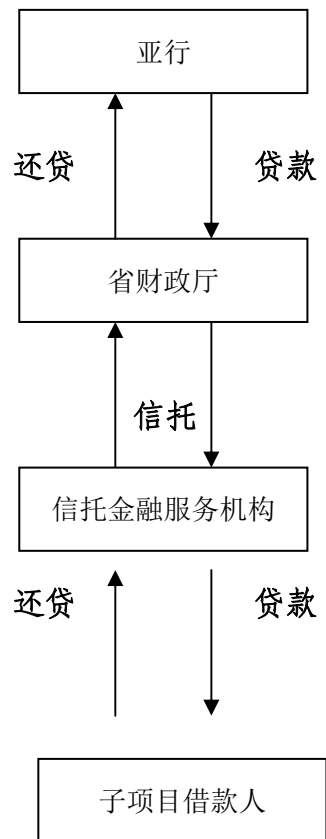 亚行
还贷 贷款
省财政厅
信托
信托金融服务机构
还贷 贷款
子项目借款人